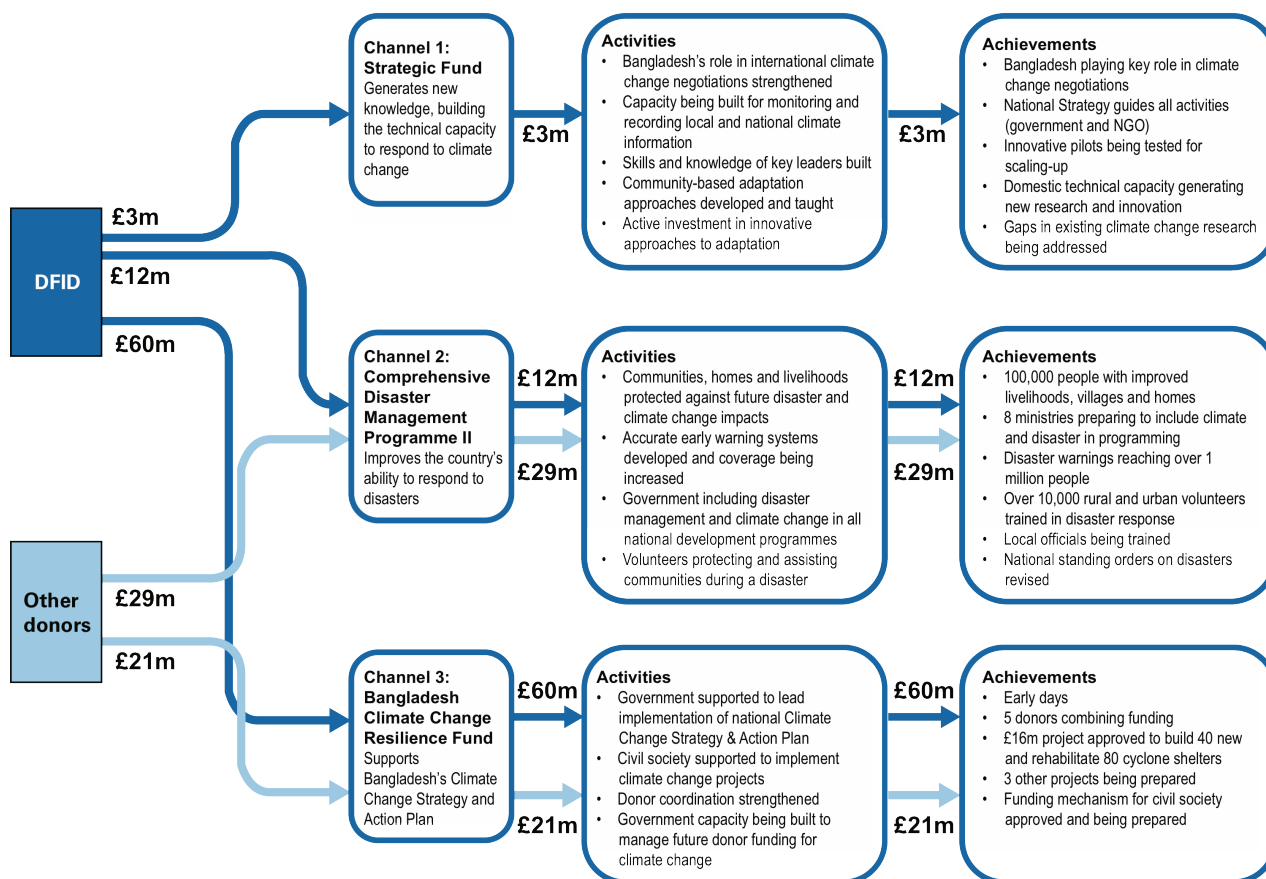 DFID
£3m
£12m
£60m
Other
donors
£29m
£21m
Channel 1:
Strategic Fund
Generates new
knowledge, building
the technical capacity
to respond to climate
change
£3m
Activities
• Bangladesh's role in international climate
change negotiations strengthened
• Capacity being built for monitoring and
recording local and national climate
information
• Skills and knowledge of key leaders built
• Community-based adaptation
approaches developed and taught
• Active investment in innovative
approaches to adaptation
£3m
Achievements
• Bangladesh playing key role in climate
change negotiations
• National Strategy guides all activities
(government and NGO)
• Innovative pilots being tested for
scaling-up
• Domestic technical capacity generating
new research and innovation
• Gaps in existing climate change research
being addressed
Channel 2:
Comprehensive
Disaster
Management
Programme II
Improves the country's
ability to respond to
disasters
£12m
£29m
Activities
• Communities, homes and livelihoods
protected against future disaster and
climate change impacts
• Accurate early warning systems
developed and coverage being
increased
• Government including disaster
management and climate change in all
national development programmes
• Volunteers protecting and assisting
communities during a disaster
£12m
£29m
Achievements
• 100,000 people with improved
livelihoods, villages and homes
• 8 ministries preparing to include climate
and disaster in programming
• Disaster warnings reaching over 1
million people
• Over 10,000 rural and urban volunteers
trained in disaster response
• Local officials being trained
• National standing orders on disasters
revised
Channel 3:
Bangladesh
Climate Change
Resilience Fund
Supports
Bangladesh's Climate
Change Strategy and
Action Plan
£60m
£21m
Activities
• Government supported to lead
implementation of national Climate
Change Strategy & Action Plan
• Civil society supported to implement
climate change projects
• Donor coordination strengthened
• Government capacity being built to
manage future donor funding for
climate change
£60m
£21m
Achievements
• Early days
• 5 donors combining funding
• £16m project approved to build 40 new
and rehabilitate 80 cyclone shelters
• 3 other projects being prepared
• Funding mechanism for civil society
approved and being prepared